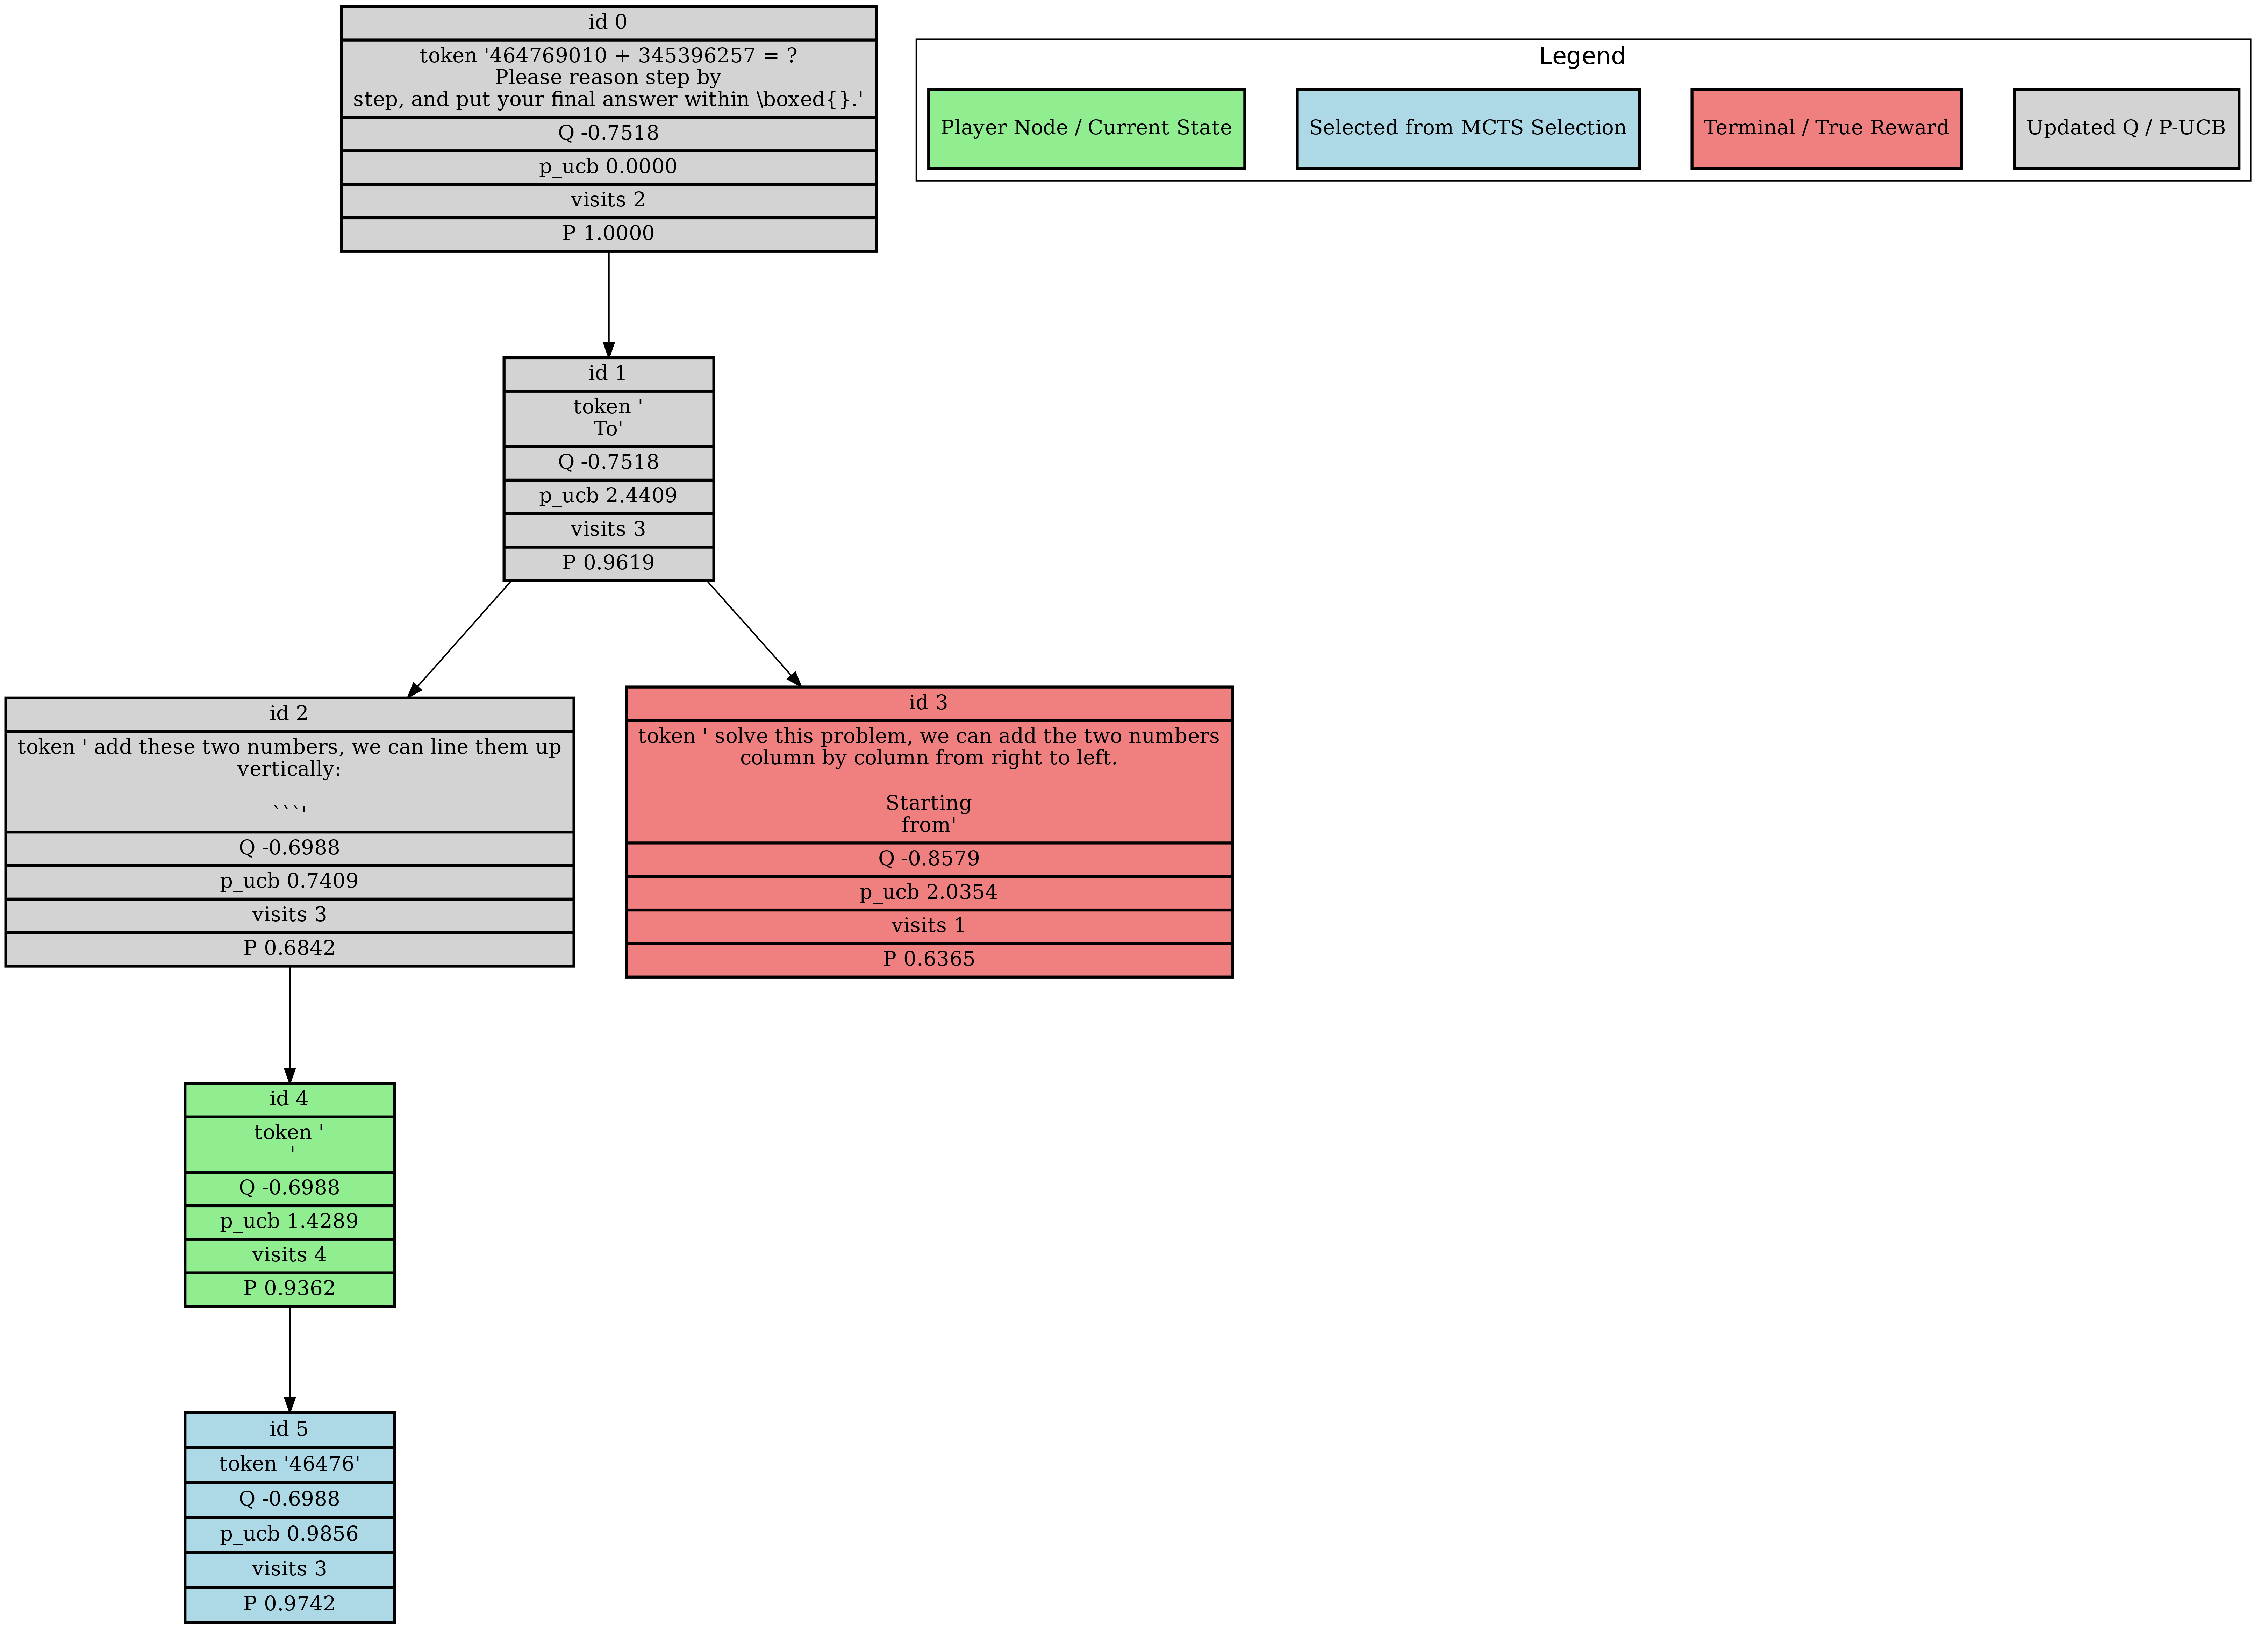 id 0
token '464769010 + 345396257 = ?
Please reason step by
step, and put your final answer within \boxed{}.'
Q -0.7518
p_ucb 0.0000
visits 2
P 1.0000
Legend
Player Node / Current State
Selected from MCTS Selection
Terminal / True Reward
Updated Q / P-UCB
id 1
token '
To'
Q -0.7518
p_ucb 2.4409
visits 3
P 0.9619
id 2
token ' add these two numbers, we can line them up
vertically:
```'
Q -0.6988
p_ucb 0.7409
visits 3
P 0.6842
id 3
token ' solve this problem, we can add the two numbers
column by column from right to left.
Starting
from'
Q -0.8579
p_ucb 2.0354
visits 1
P 0.6365
id 4
token '
'
Q -0.6988
p_ucb 1.4289
visits 4
P 0.9362
id 5
token '46476'
Q -0.6988
p_ucb 0.9856
visits 3
P 0.9742